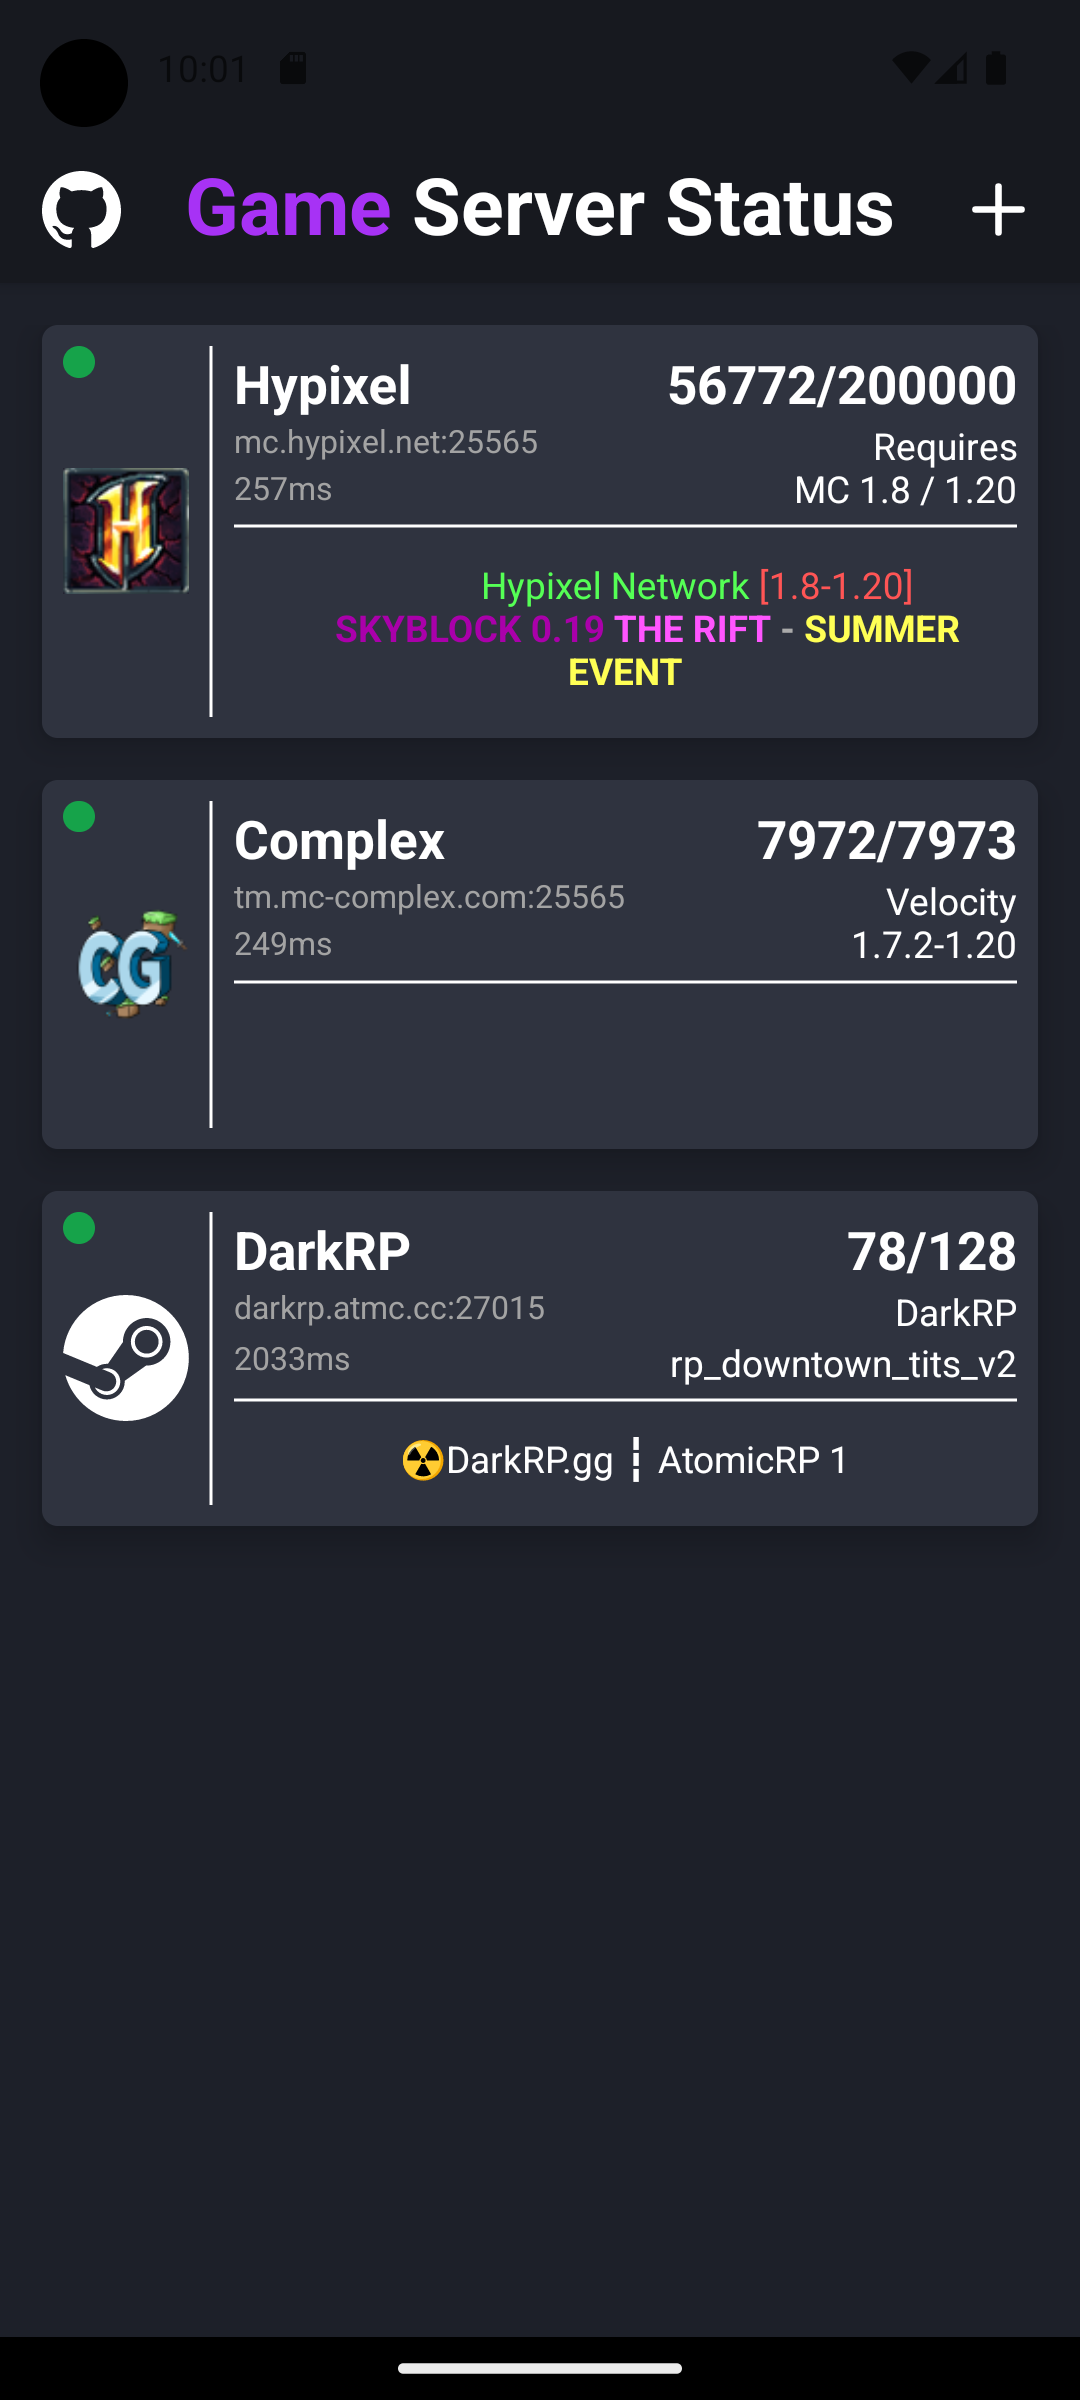 10:01
Game Server Status
Hypixel
56772/200000
mc.hypixel.net:25565
Requires
257ms
MC 1.8 / 1.20
Hypixel Network [1.8-1.20]
SKYBLOCK 0.19 THE RIFT - SUMMER
EVENT
Complex
7972/7973
tm.mc-complex.com:25565
Velocity
249ms
1.7.2-1.20
CG
DarkRP
78/128
darkrp.atmc.cc:27015
DarkRP
2033ms
rp_downtown_tits_v2
☢️DarkRP.gg ┇ AtomicRP 1